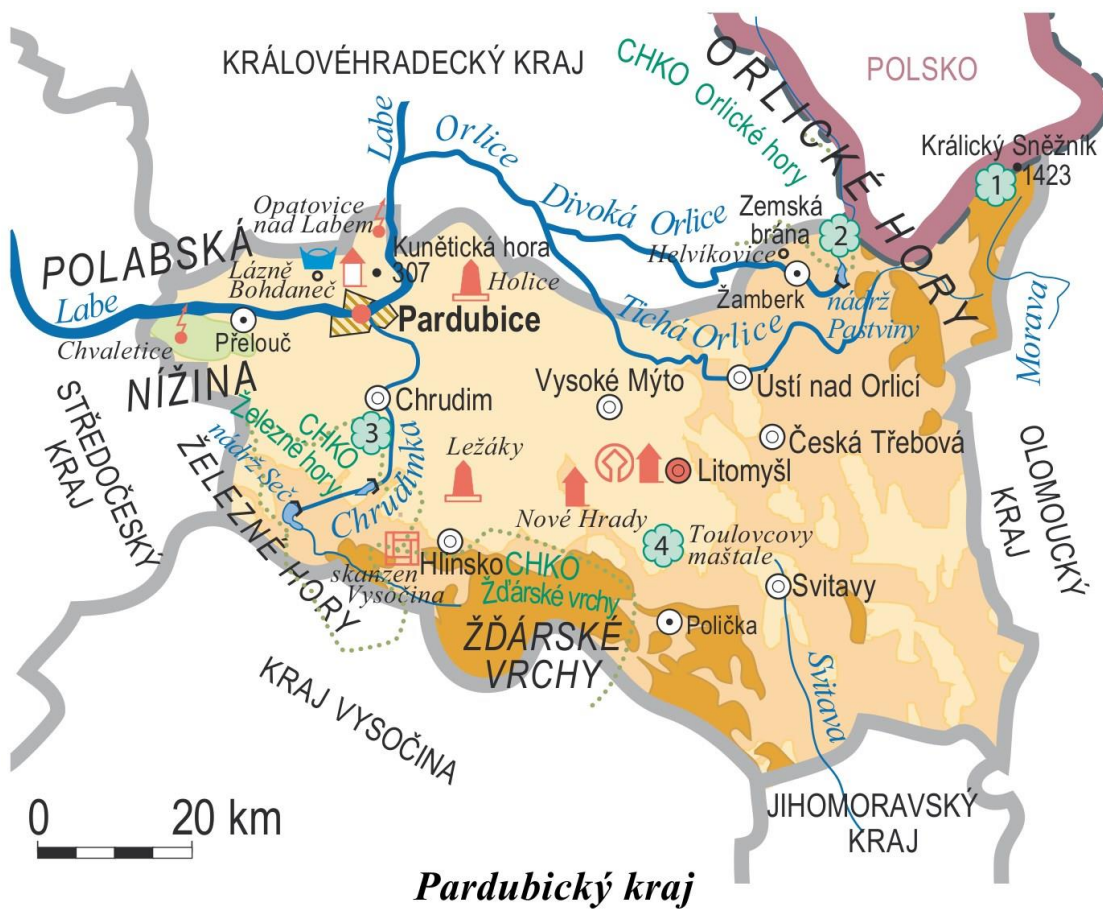 KRÁLOVÉHRADECKÝ KRAJ
ORLICKÉ HORY
CHKO Orlické hory
POLSKO
Králický Sněžník
1423
1
Labe
Orlice
Divoká Orlice
Zemská
brána
2
Helvíkovice
Žamberk
nádrž
Pastviny
Morava
Opatovice
nad Labem
Kunětická hora
307
Lázně
Bohdaneč
Holice
POLABSKÁ
NÍŽINA
Labe
Pardubice
Přelouč
Chvaletice
Tichá Orlice
Ústí nad Orlicí
Vysoké Mýto
Česká Třebová
Chrudim
3
CHKO
Železné hory
Chrudimka
nádrž Seč
ŽELEZNÉ HORY
STŘEDOČESKÝ
KRAJ
Ležáky
Litomyšl
Nové Hrady
4
Toulovcovy
maštale
OLOMOUCKÝ
KRAJ
Hlinsko
skanzen
Vysočina
CHKO
Žďárské vrchy
ŽĎÁRSKÉ
VRCHY
Svitavy
Polička
Svitava
KRAJ VYSOČINA
JIHOMORAVSKÝ
KRAJ
0 20 km
Pardubický kraj